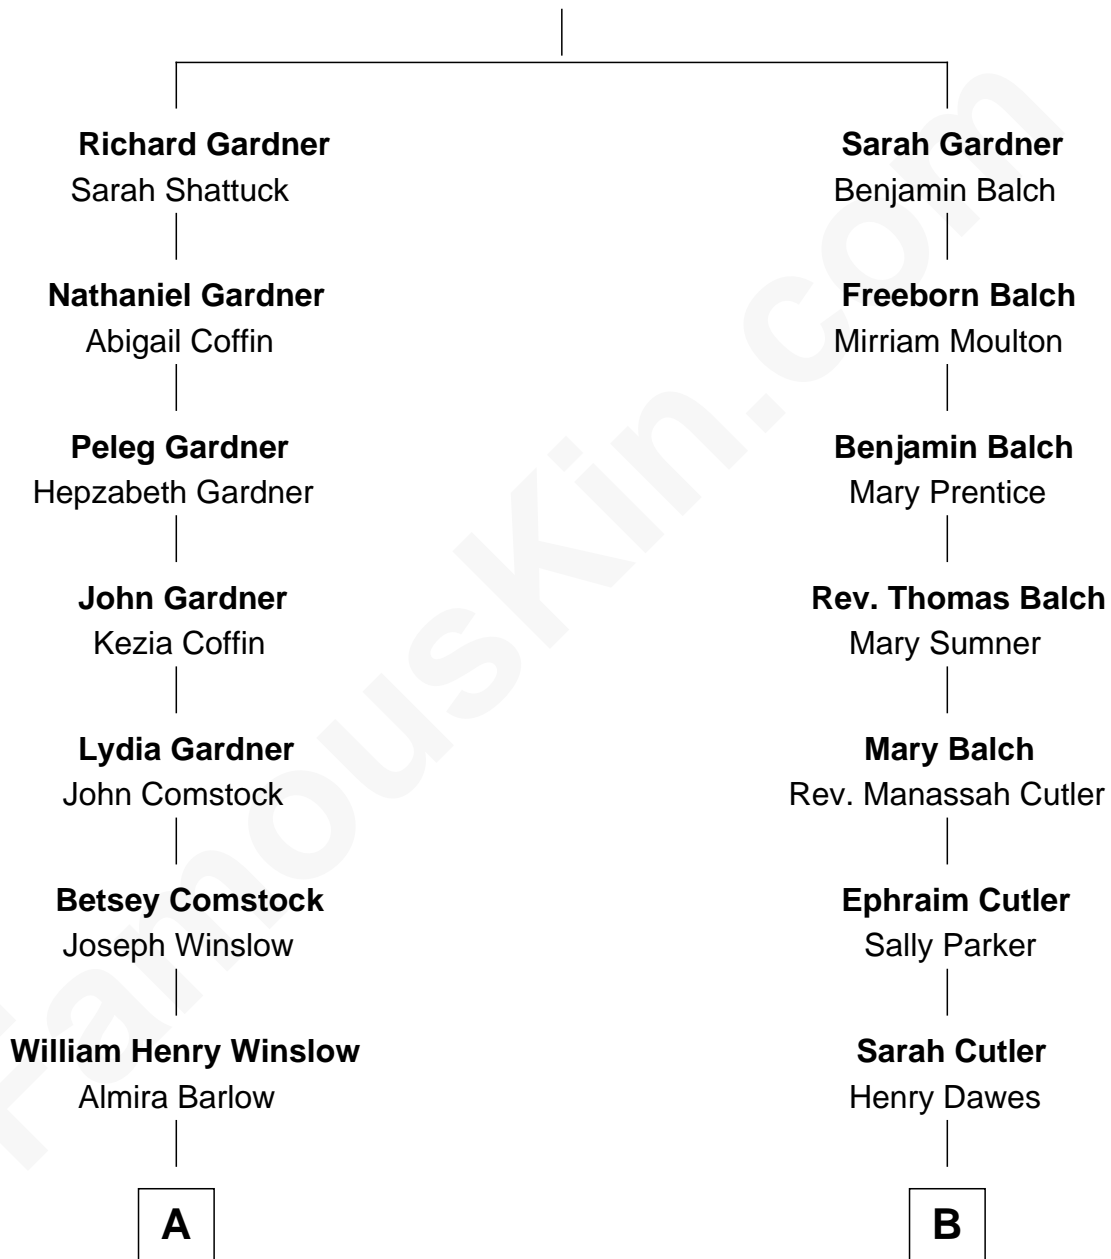 Richard Gardner
Sarah Shattuck
Nathaniel Gardner
Abigail Coffin
Peleg Gardner
Hepzabeth Gardner
John Gardner
Kezia Coffin
Lydia Gardner
John Comstock
Betsey Comstock
Joseph Winslow
William Henry Winslow
Almira Barlow
A
Sarah Gardner
Benjamin Balch
Freeborn Balch
Mirriam Moulton
Benjamin Balch
Mary Prentice
Rev. Thomas Balch
Mary Sumner
Mary Balch
Rev. Manassah Cutler
Ephraim Cutler
Sally Parker
Sarah Cutler
Henry Dawes
B
FamousKin.com